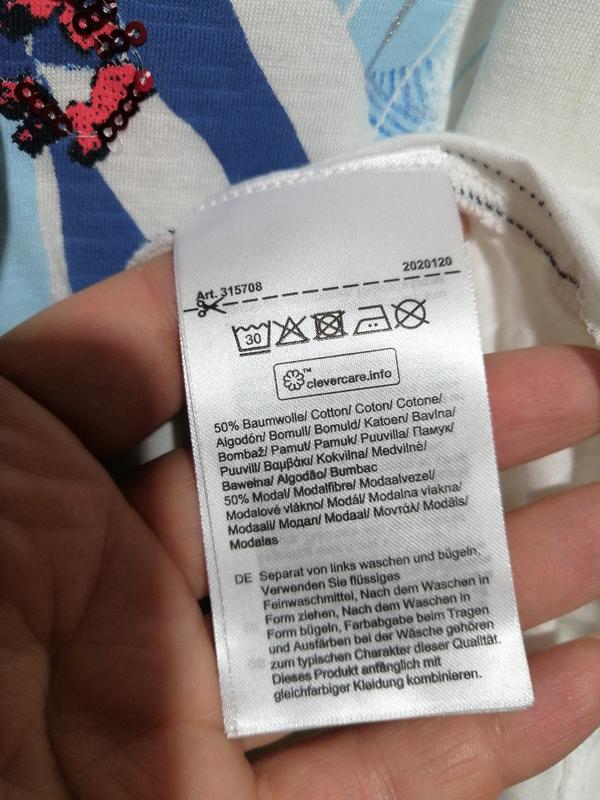 Art. 315708
2020120
30
clevercare.info
TM
50% Baumwolle/ Cotton/ Coton/ Cotone/
Algodón/ Bomull/ Bomuld/ Katoen/ Bavlna/
Bombaž/ Pamut/ Pamuk/ Puuvilla/ Памук/
Puuvill/ Βαμβάκι/ Kokvilna/ Medvilné/
Bawełna/ Algodão/ Bumbac
50% Modal/ Modalfibre/ Modaalvezel/
Modalové vlákno/ Modál/ Modalna vlakna/
Modaali/ Модал/ Modaal/ Μοντάλ/ Modāls/
Modalas
DE Separat von links waschen und bügeln,
Verwenden Sie flüssiges
Feinwaschmittel, Nach dem Waschen in
Form ziehen, Nach dem Waschen in
Form bügeln, Farbabgabe beim Tragen
und Ausfärben bei der Wäsche gehören
zum typischen Charakter dieser Qualität.
Dieses Produkt anfänglich mit
gleichfarbiger Kleidung kombinieren.